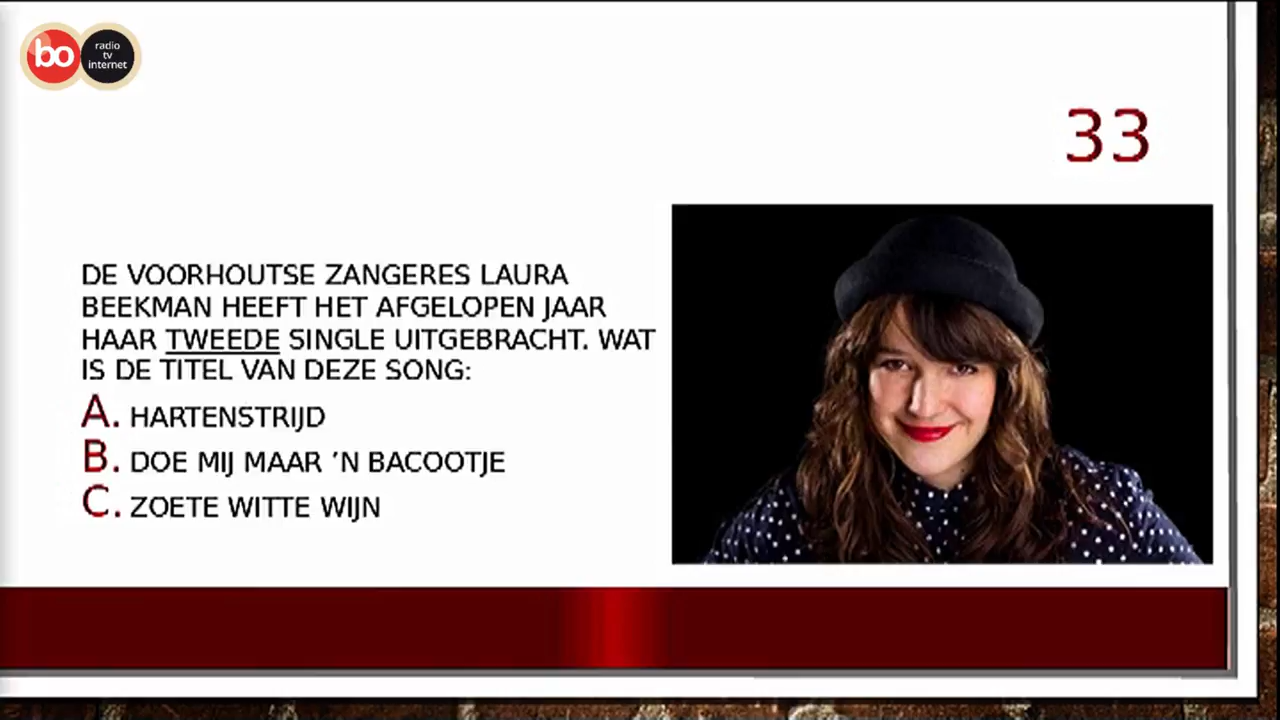 bo
radio
tv
internet
33
DE VOORHOUTSE ZANGERES LAURA
BEEKMAN HEEFT HET AFGELOPEN JAAR
HAAR TWEEDE SINGLE UITGEBRACHT. WAT
IS DE TITEL VAN DEZE SONG:
A. HARTENSTRIJD
B. DOE MIJ MAAR ’N BACOOTJE
C. ZOETE WITTE WIJN